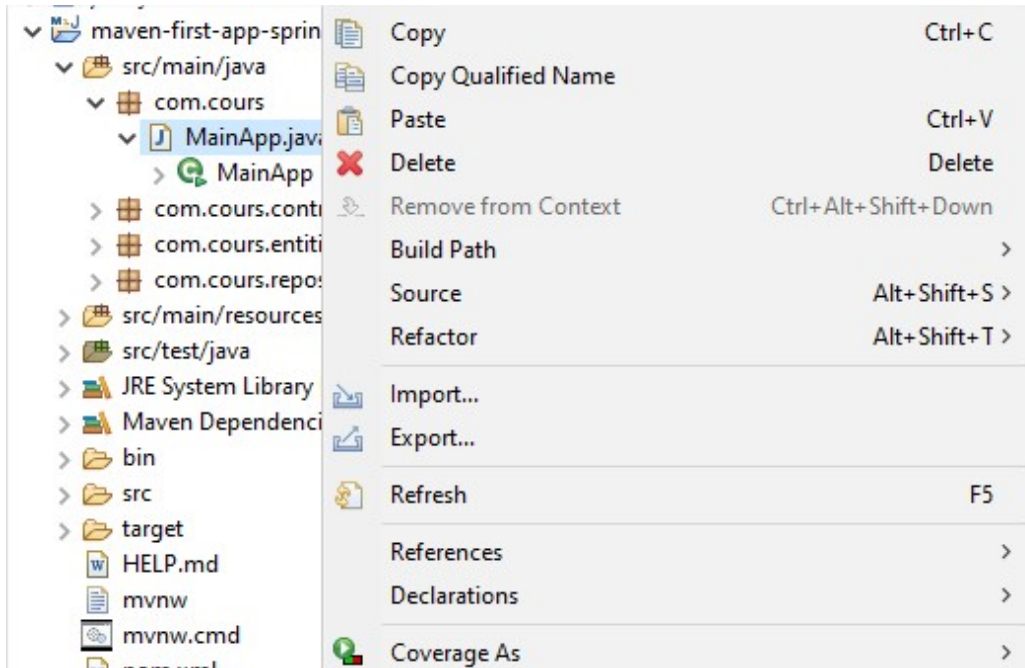 maven-first-app-sprin
src/main/java
com.cours
MainApp.java
MainApp
com.cours.contr
com.cours.entiti
com.cours.repos
src/main/resources
src/test/java
JRE System Library
Maven Dependenci
bin
src
target
HELP.md
mvnw
mvnw.cmd
Copy Ctrl+C
Copy Qualified Name
Paste Ctrl+V
Delete Delete
Remove from Context Ctrl+Alt+Shift+Down
Build Path
Source Alt+Shift+S
Refactor Alt+Shift+T
Import...
Export...
Refresh F5
References
Declarations
Coverage As